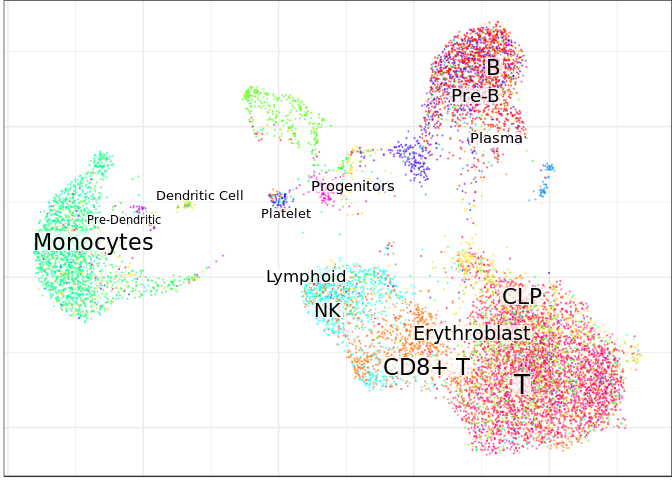 B
Pre-B
Plasma
Progenitors
Dendritic Cell
Platelet
Pre-Dendritic
Monocytes
Lymphoid
NK
CLP
Erythroblast
CD8+ T
T